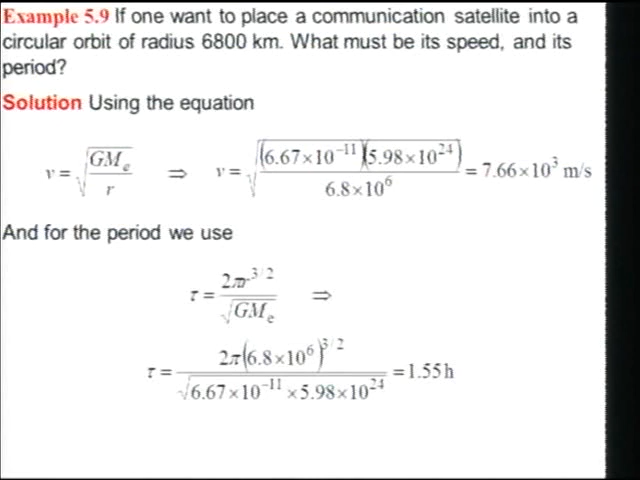 Example 5.9 If one want to place a communication satellite into a
circular orbit of radius 6800 km. What must be its speed, and its
period?
Solution Using the equation
v = √(GMₑ / r) ⇒ v = √((6.67×10⁻¹¹)(5.98×10²⁴) / 6.8×10⁶) = 7.66×10³ m/s
And for the period we use
τ = 2πr^(3/2) / √(GMₑ) ⇒
τ = 2π(6.8×10⁶)^(3/2) / √(6.67×10⁻¹¹ ×5.98×10²⁴) = 1.55h